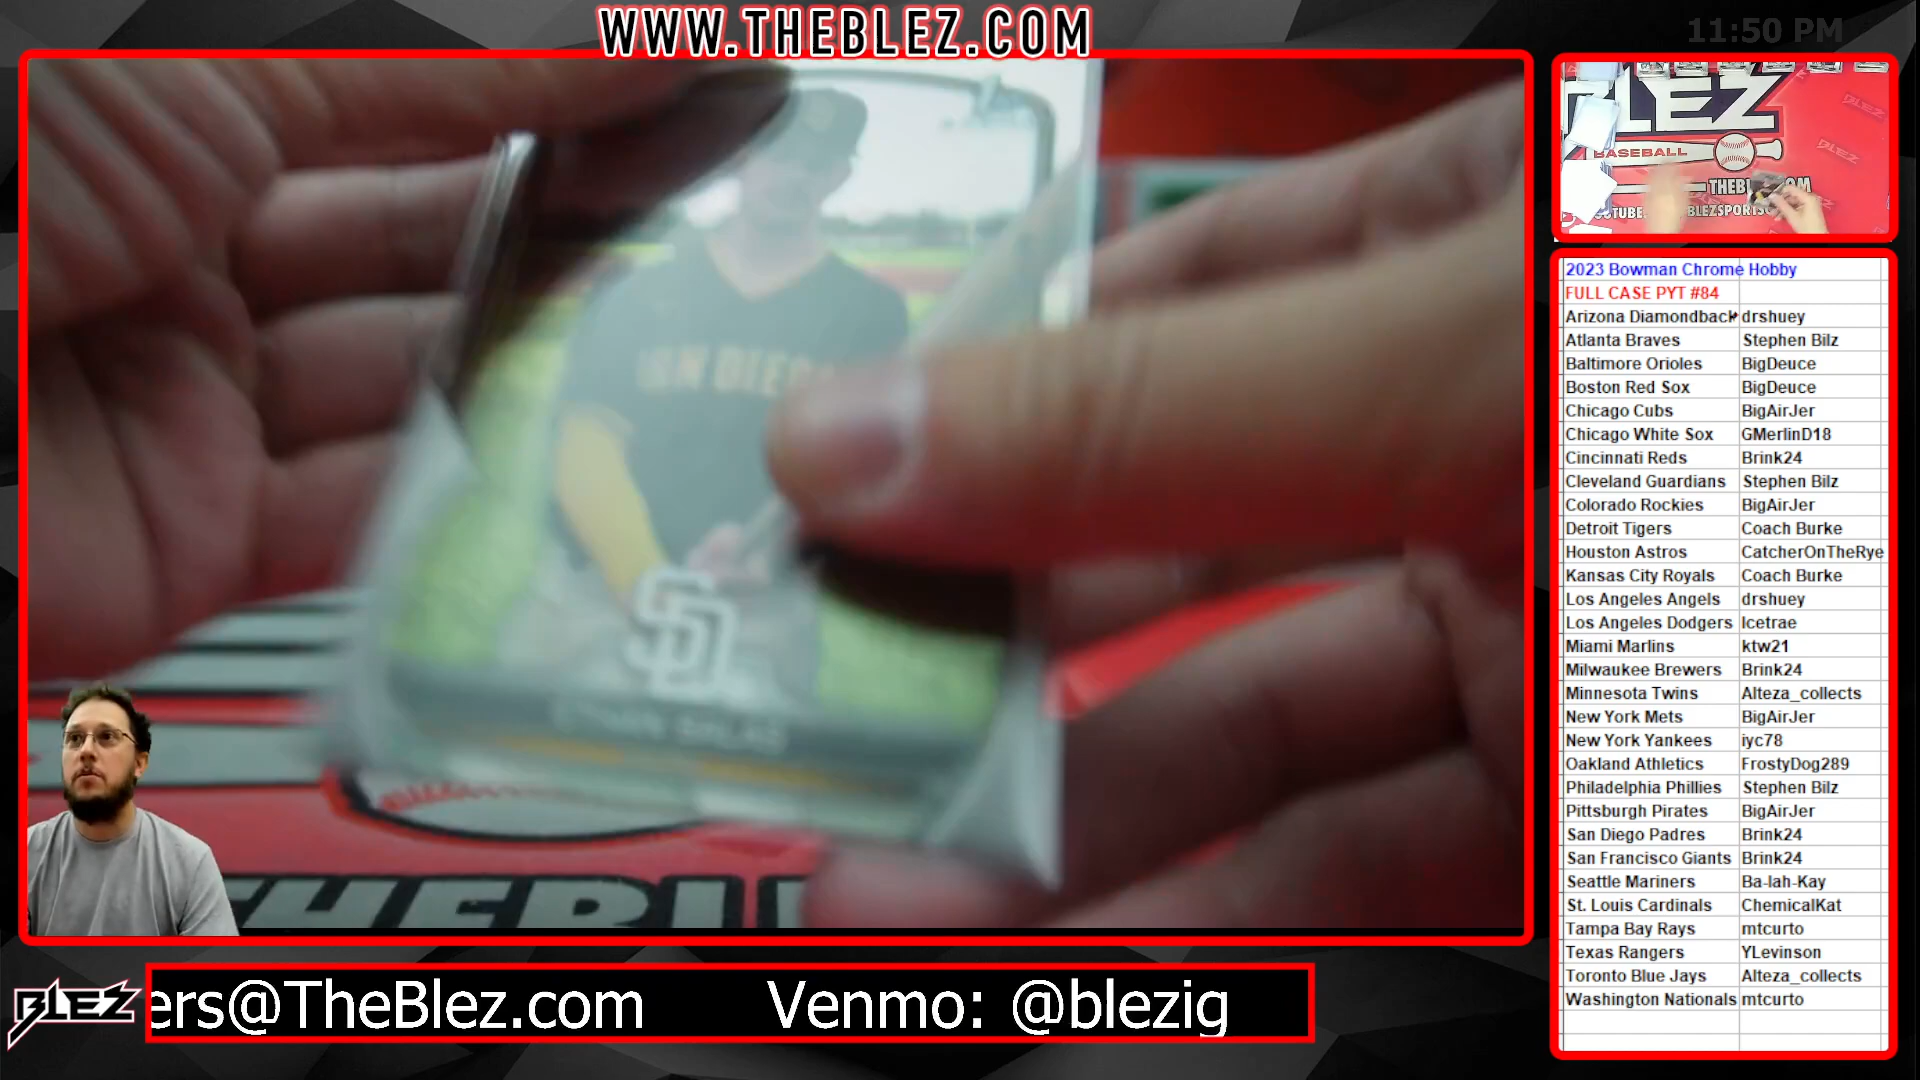 WWW.THEBLEZ.COM
11:50 PM
BLEZ
BASEBALL
SAN DIEGO
SD
ETHAN SALAS
2023 Bowman Chrome Hobby
FULL CASE PYT #84
Arizona Diamondback drshuey
Atlanta Braves Stephen Bilz
Baltimore Orioles BigDeuce
Boston Red Sox BigDeuce
Chicago Cubs BigAirJer
Chicago White Sox GMerlinD18
Cincinnati Reds Brink24
Cleveland Guardians Stephen Bilz
Colorado Rockies BigAirJer
Detroit Tigers Coach Burke
Houston Astros CatcherOnTheRye
Kansas City Royals Coach Burke
Los Angeles Angels drshuey
Los Angeles Dodgers Icetrae
Miami Marlins ktw21
Milwaukee Brewers Brink24
Minnesota Twins Alteza_collects
New York Mets BigAirJer
New York Yankees iyc78
Oakland Athletics FrostyDog289
Philadelphia Phillies Stephen Bilz
Pittsburgh Pirates BigAirJer
San Diego Padres Brink24
San Francisco Giants Brink24
Seattle Mariners Ba-lah-Kay
St. Louis Cardinals ChemicalKat
Tampa Bay Rays mtcurto
Texas Rangers YLevinson
Toronto Blue Jays Alteza_collects
Washington Nationals mtcurto
BLEZ
ers@TheBlez.com Venmo: @blezig